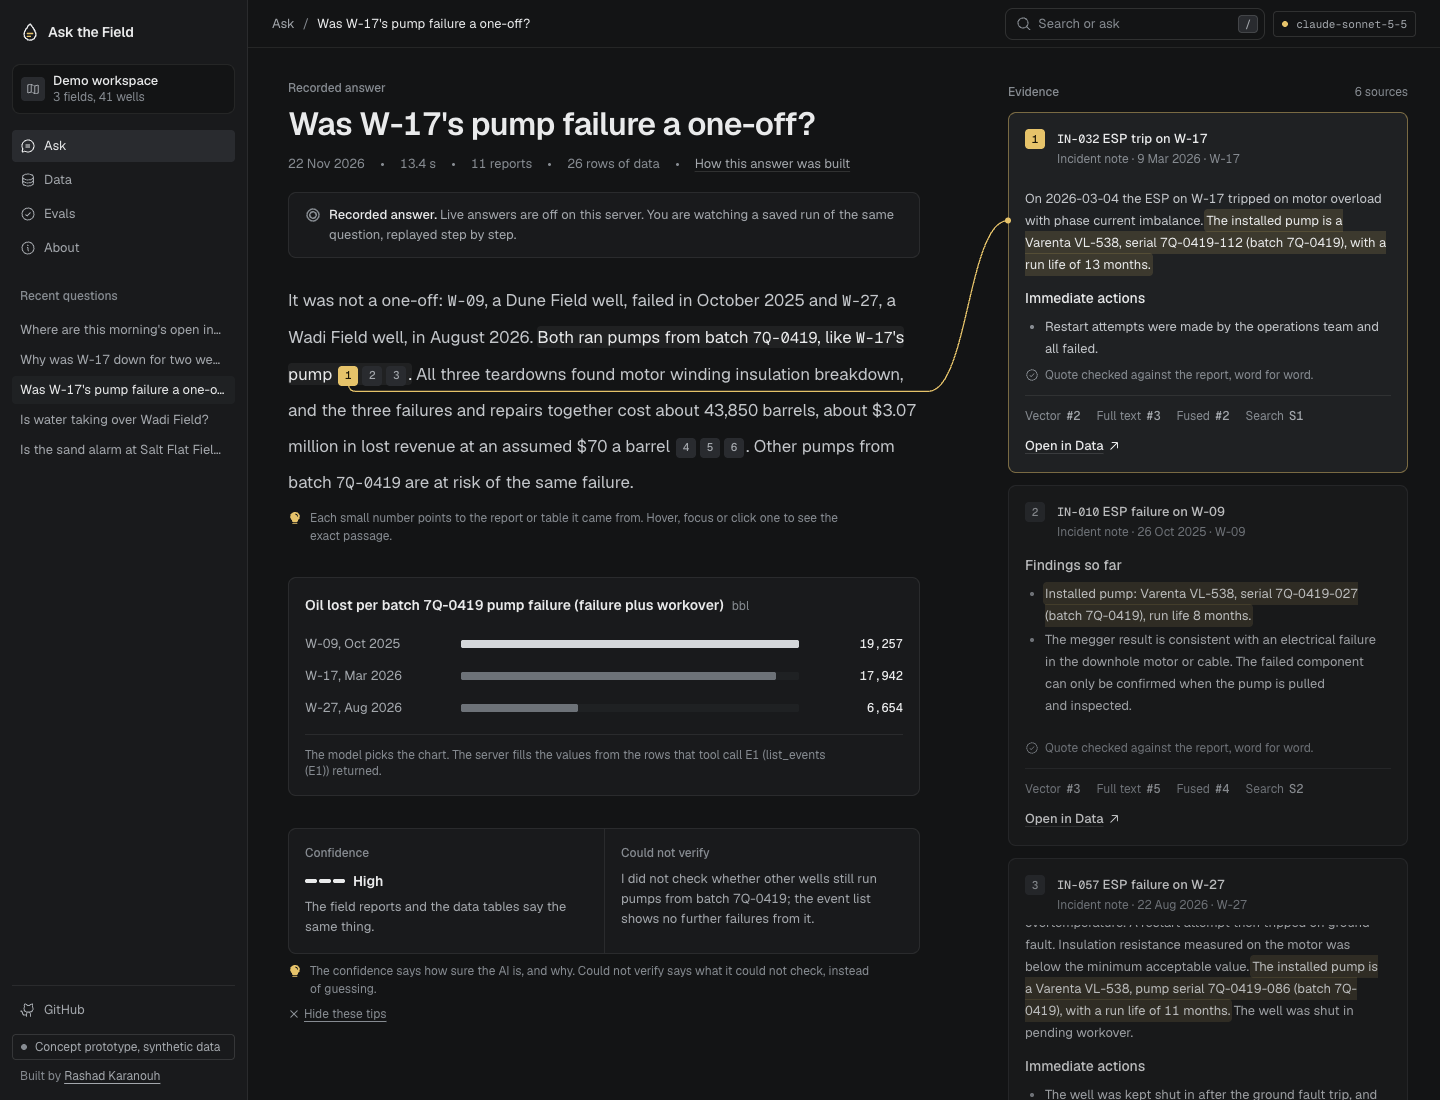 Ask the Field
Demo workspace
3 fields, 41 wells
Ask
Data
Evals
About
Recent questions
Where are this morning's open in...
Why was W-17 down for two we...
Was W-17's pump failure a one-o...
Is water taking over Wadi Field?
Is the sand alarm at Salt Flat Fiel...
GitHub
Concept prototype, synthetic data
Built by Rashad Karanouh
Ask / Was W-17's pump failure a one-off?
Search or ask /
claude-sonnet-5-5
Recorded answer
Was W-17's pump failure a one-off?
22 Nov 2026 • 13.4 s • 11 reports • 26 rows of data • How this answer was built
Recorded answer. Live answers are off on this server. You are watching a saved run of the same
question, replayed step by step.
It was not a one-off: W-09, a Dune Field well, failed in October 2025 and W-27, a
Wadi Field well, in August 2026. Both ran pumps from batch 7Q-0419, like W-17's
pump 1 2 3 . All three teardowns found motor winding insulation breakdown,
and the three failures and repairs together cost about 43,850 barrels, about $3.07
million in lost revenue at an assumed $70 a barrel 4 5 6 . Other pumps from
batch 7Q-0419 are at risk of the same failure.
Each small number points to the report or table it came from. Hover, focus or click one to see the
exact passage.
Oil lost per batch 7Q-0419 pump failure (failure plus workover) bbl
W-09, Oct 2025 19,257
W-17, Mar 2026 17,942
W-27, Aug 2026 6,654
The model picks the chart. The server fills the values from the rows that tool call E1 (list_events
(E1)) returned.
Confidence
High
The field reports and the data tables say the
same thing.
Could not verify
I did not check whether other wells still run
pumps from batch 7Q-0419; the event list
shows no further failures from it.
The confidence says how sure the AI is, and why. Could not verify says what it could not check, instead
of guessing.
Hide these tips
Evidence 6 sources
1 IN-032 ESP trip on W-17
Incident note · 9 Mar 2026 · W-17
On 2026-03-04 the ESP on W-17 tripped on motor overload
with phase current imbalance. The installed pump is a
Varenta VL-538, serial 7Q-0419-112 (batch 7Q-0419), with a
run life of 13 months.
Immediate actions
• Restart attempts were made by the operations team and
all failed.
Quote checked against the report, word for word.
Vector #2 Full text #3 Fused #2 Search S1
Open in Data ↗
2 IN-010 ESP failure on W-09
Incident note · 26 Oct 2025 · W-09
Findings so far
• Installed pump: Varenta VL-538, serial 7Q-0419-027
(batch 7Q-0419), run life 8 months.
• The megger result is consistent with an electrical failure
in the downhole motor or cable. The failed component
can only be confirmed when the pump is pulled
and inspected.
Quote checked against the report, word for word.
Vector #3 Full text #5 Fused #4 Search S2
Open in Data ↗
3 IN-057 ESP failure on W-27
Incident note · 22 Aug 2026 · W-27
overtemperature. A restart attempt then tripped on ground
fault. Insulation resistance measured on the motor was
below the minimum acceptable value. The installed pump is
a Varenta VL-538, pump serial 7Q-0419-086 (batch 7Q-
0419), with a run life of 11 months. The well was shut in
pending workover.
Immediate actions
• The well was kept shut in after the ground fault trip, and